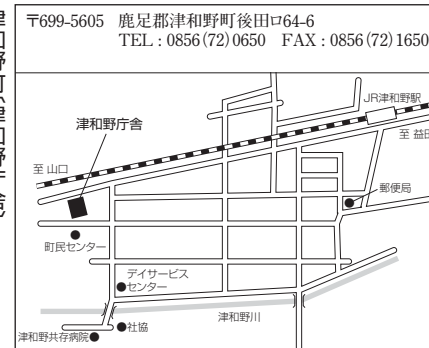 〒699-5605　鹿足郡津和野町後田口64-6
TEL : 0856(72)0650　FAX : 0856(72)1650
JR津和野駅
津和野庁舎
至 益田
至 山口
郵便局
町民センター
デイサービス
センター
津和野川
社協
津和野共存病院